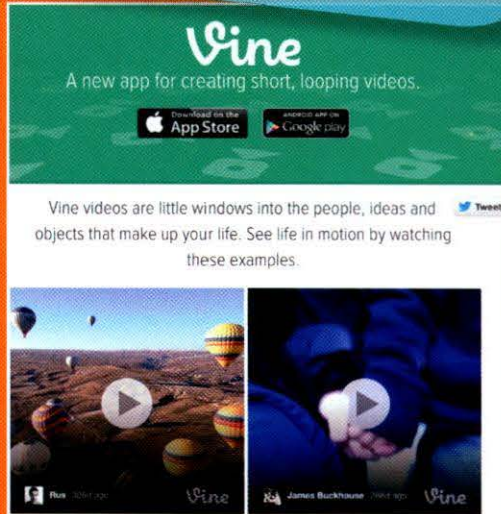 Vine
A new app for creating short, looping videos.
Download on the
App Store
ANDROID APP ON
Google play
Vine videos are little windows into the people, ideas and
Tweet
objects that make up your life. See life in motion by watching
these examples.
Rus
ago
Vine
James Buckhouse
ago
Vine